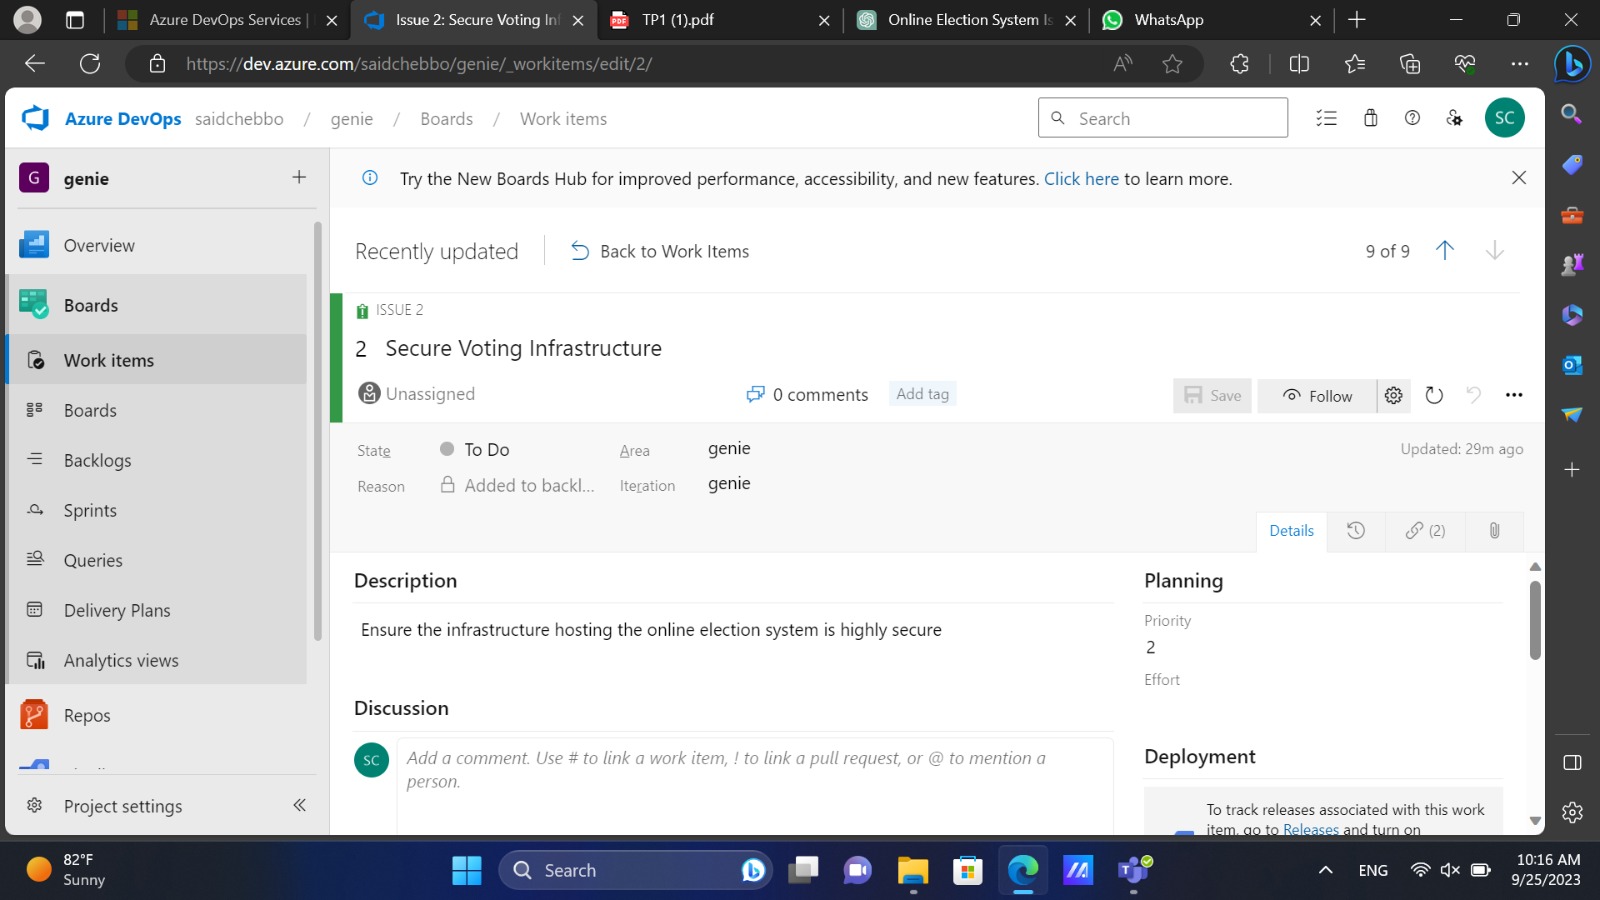 Azure DevOps Services |
Issue 2: Secure Voting In
TP1 (1).pdf
Online Election System Is
WhatsApp
https://dev.azure.com/saidchebbo/genie/_workitems/edit/2/
Azure DevOps saidchebbo / genie / Boards / Work items
Search
SC
G genie
Try the New Boards Hub for improved performance, accessibility, and new features. Click here to learn more.
Overview
Boards
Work items
Boards
Backlogs
Sprints
Queries
Delivery Plans
Analytics views
Repos
Project settings
Recently updated
Back to Work Items
9 of 9
ISSUE 2
2 Secure Voting Infrastructure
Unassigned
0 comments
Add tag
Save
Follow
State To Do
Area genie
Updated: 29m ago
Reason Added to backl...
Iteration genie
Details
(2)
Description
Ensure the infrastructure hosting the online election system is highly secure
Discussion
SC
Add a comment. Use # to link a work item, ! to link a pull request, or @ to mention a
person.
Planning
Priority
2
Effort
Deployment
To track releases associated with this work
item, go to Releases and turn on
82°F
Sunny
Search
ENG
10:16 AM
9/25/2023